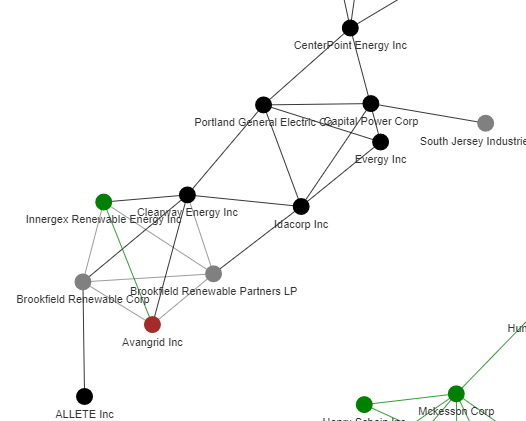 CenterPoint Energy Inc
Portland General Electric Co
Capital Power Corp
South Jersey Industrie
Evergy Inc
Innergex Renewable Energy Inc
Clearway Energy Inc
Idacorp Inc
Brookfield Renewable Corp
Brookfield Renewable Partners LP
Avangrid Inc
Hun
ALLETE Inc
Mckesson Corp
Henry Schein Inc